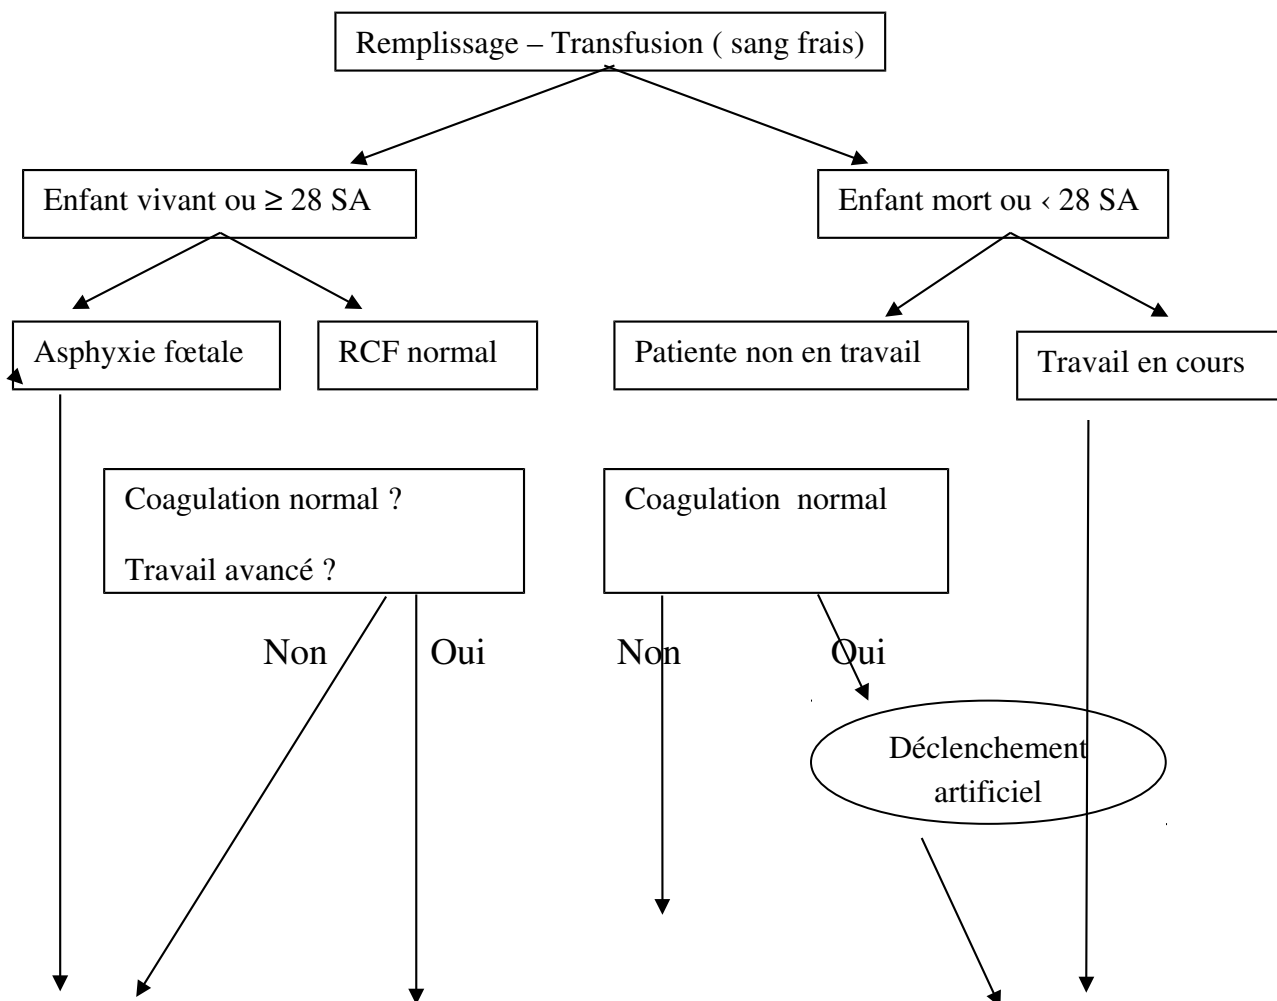 Remplissage – Transfusion ( sang frais)
Enfant vivant ou ≥ 28 SA
Enfant mort ou ‹ 28 SA
Asphyxie fœtale
RCF normal
Patiente non en travail
Travail en cours
Coagulation normal ?
Travail avancé ?
Coagulation  normal
Non
Oui
Non
Oui
Déclenchement
artificiel